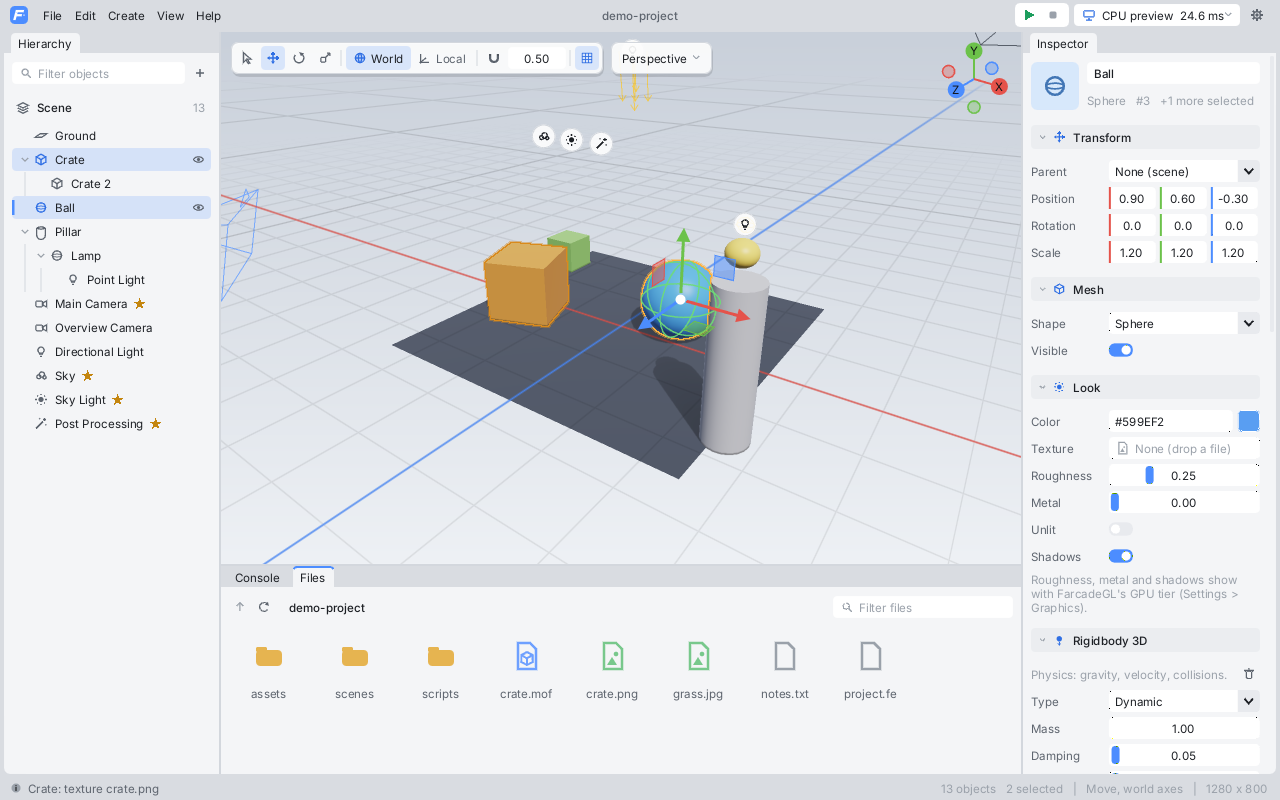 File Edit Create View Help
demo-project
CPU preview 24.6 ms
Hierarchy
Filter objects
Scene 13
Ground
Crate
Crate 2
Ball
Pillar
Lamp
Point Light
Main Camera
Overview Camera
Directional Light
Sky
Sky Light
Post Processing
World Local 0.50 Perspective
Y
X
Z
Console Files
demo-project
Filter files
assets scenes scripts crate.mof crate.png grass.jpg notes.txt project.fe
Inspector
Ball
Sphere #3 +1 more selected
Transform
Parent None (scene)
Position 0.90 0.60 -0.30
Rotation 0.0 0.0 0.0
Scale 1.20 1.20 1.20
Mesh
Shape Sphere
Visible
Look
Color #599EF2
Texture None (drop a file)
Roughness 0.25
Metal 0.00
Unlit
Shadows
Roughness, metal and shadows show
with FarcadeGL's GPU tier (Settings >
Graphics).
Rigidbody 3D
Physics: gravity, velocity, collisions.
Type Dynamic
Mass 1.00
Damping 0.05
Crate: texture crate.png
13 objects 2 selected | Move, world axes | 1280 x 800